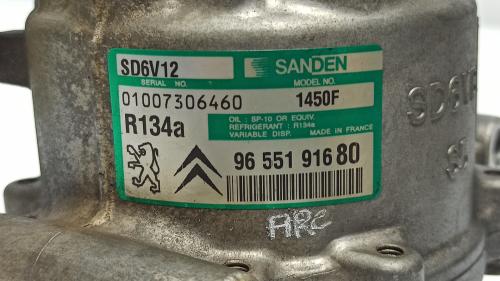 SD6V12 SANDEN
SERIAL NO. MODEL NO.
01007306460 1450F
R134a
OIL : SP-10 OR EQUIV.
REFRIGERANT : R134a
VARIABLE DISP. MADE IN FRANCE
96 551 916 80
ARC